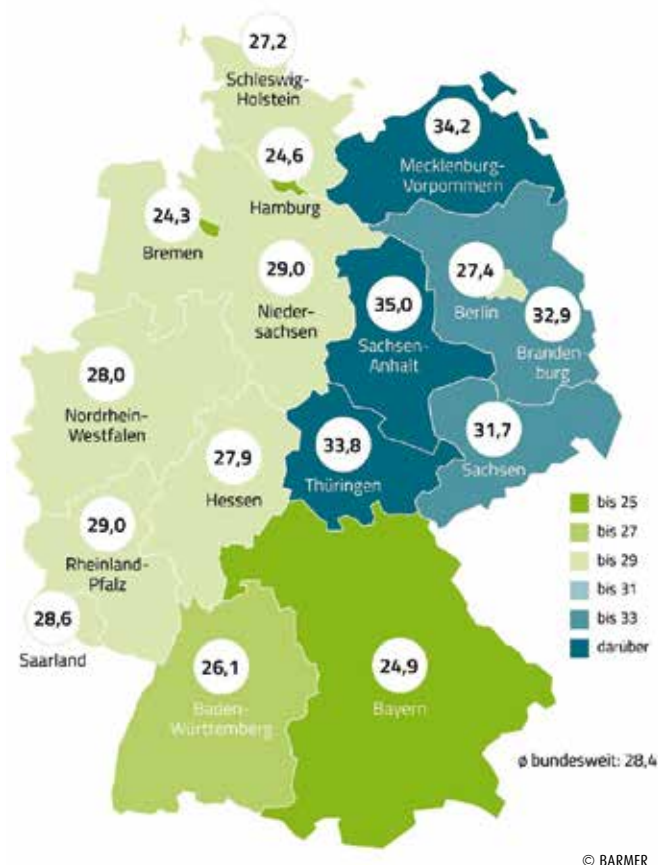 27,2
Schleswig-
Holstein
34,2
Mecklenburg-
Vorpommern
24,6
Hamburg
24,3
Bremen
29,0
Nieder-
sachsen
27,4
Berlin
35,0
Sachsen-
Anhalt
32,9
Branden
burg
28,0
Nordrhein-
Westfalen
27,9
Hessen
33,8
Thüringen
31,7
Sachsen
29,0
Rheinland-
Pfalz
28,6
Saarland
26,1
Baden-
Württemberg
24,9
Bayern
bis 25
bis 27
bis 29
bis 31
bis 33
darüber
ø bundesweit: 28,4
© BARMER